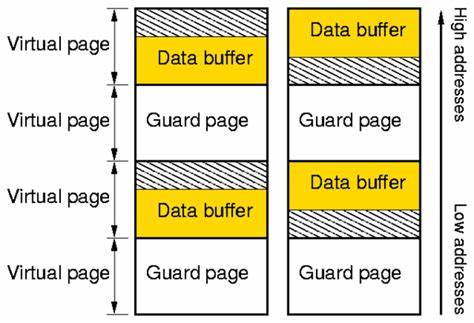 Virtual page
Data buffer
Data buffer
Virtual page
Guard page
Guard page
Virtual page
Data buffer
Data buffer
Virtual page
Guard page
Guard page
High addresses
Low addresses